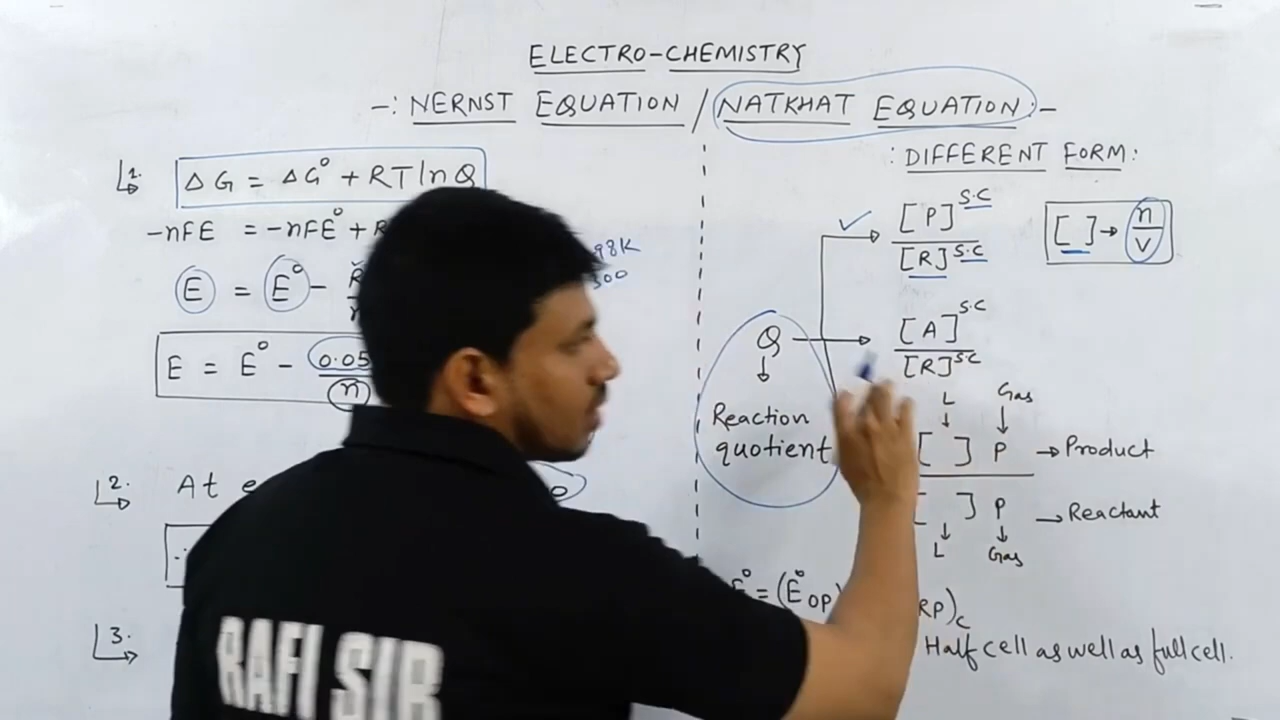 ELECTRO-CHEMISTRY
-: NERNST EQUATION / NATKHAT EQUATION :-
1. ΔG = ΔG° + RT ln Q
-nFE = -nFE° + R
E = E° -
98K
300
E = E° - 0.05
n
2. At
3.
: DIFFERENT FORM :
[P]^S.C
[R]^S.C
[ ] → n/v
Q
Reaction
quotient
[A]^S.C
[R]^S.C
L Gas
[ ] P → Product
[ ] P → Reactant
L Gas
E° = (E°OP) RP)c
Half cell as well as full cell.
RAFI SIR